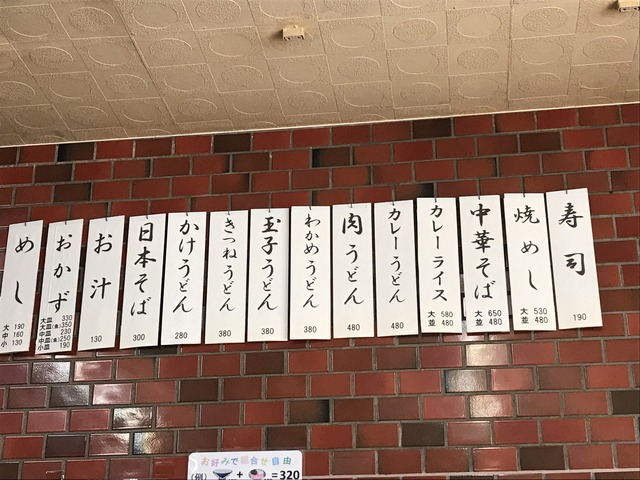 寿司
190
焼めし
大 530
並 480
中華そば
大 650
並 480
カレーライス
大 580
並 480
カレーうどん
480
肉うどん
480
わかめうどん
380
玉子うどん
380
きつねうどん
380
かけうどん
280
日本そば
300
お汁
130
おかず
大皿 330
大皿(魚) 350
中皿 230
中皿(魚) 250
小皿 190
めし
大 190
中 160
小 130
お好みで組合せ自由
(例) + =320